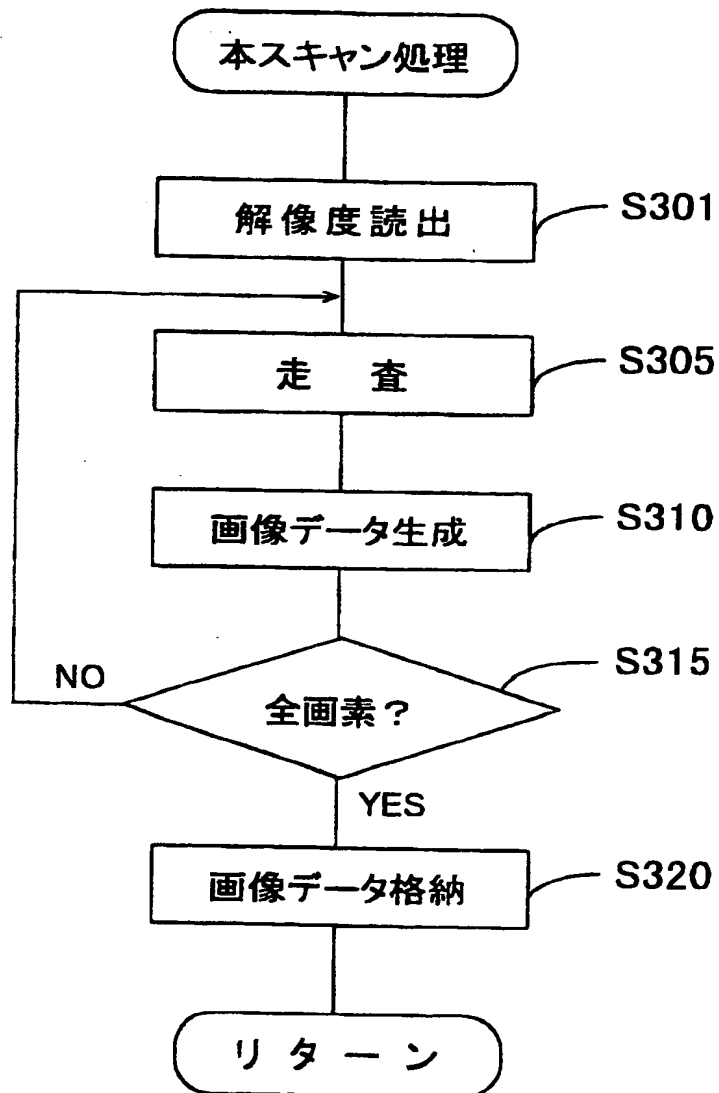 本スキャン処理
解像度読出
S301
走 査
S305
画像データ生成
S310
全画素?
S315
NO
YES
画像データ格納
S320
リターン